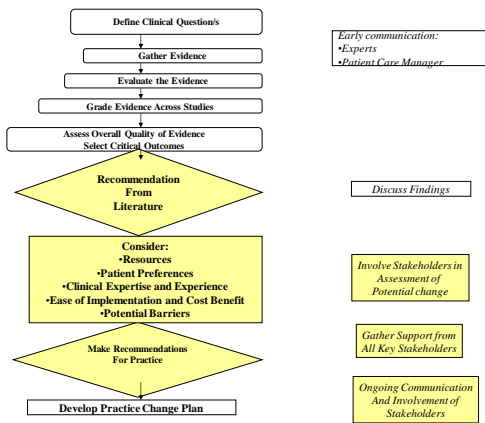 Define Clinical Question/s
Gather Evidence
Evaluate the Evidence
Grade Evidence Across Studies
Assess Overall Quality of Evidence
Select Critical Outcomes
Recommendation
From
Literature
Consider:
•Resources
•Patient Preferences
•Clinical Expertise and Experience
•Ease of Implementation and Cost Benefit
•Potential Barriers
Make Recommendations
For Practice
Develop Practice Change Plan
Early communication:
•Experts
•Patient Care Manager
Discuss Findings
Involve Stakeholders in
Assessment of
Potential change
Gather Support from
All Key Stakeholders
Ongoing Communication
And Involvement of
Stakeholders